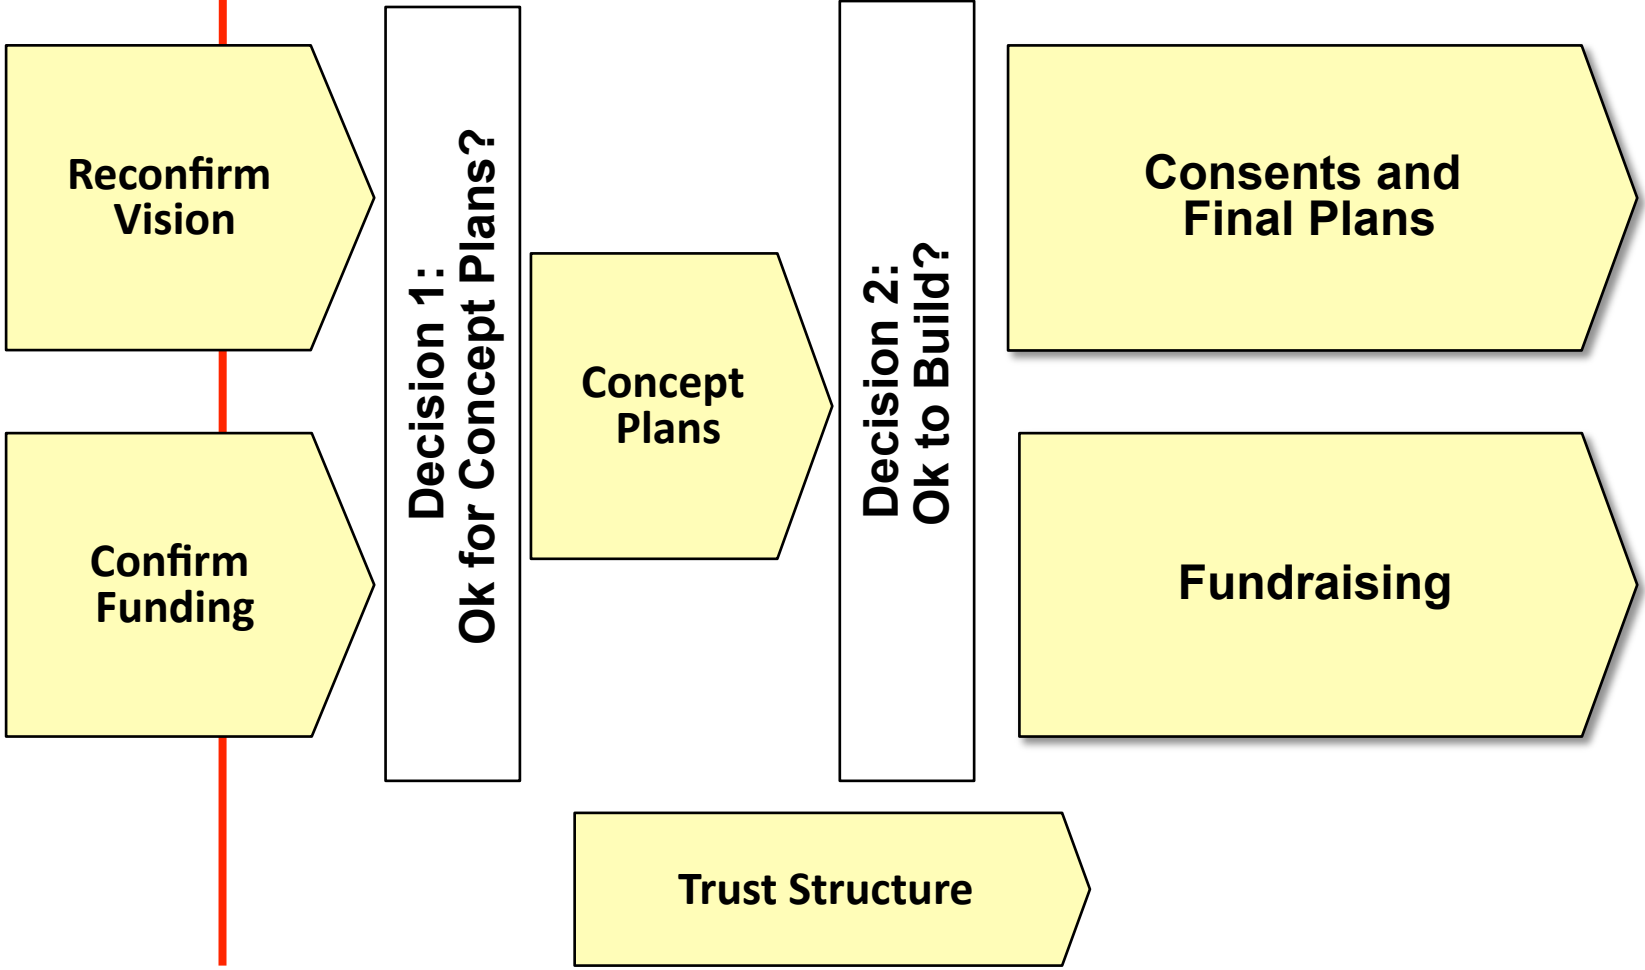 Reconfirm
Vision
Confirm
Funding
Decision 1:
Ok for Concept Plans?
Concept
Plans
Decision 2:
Ok to Build?
Consents and
Final Plans
Fundraising
Trust Structure